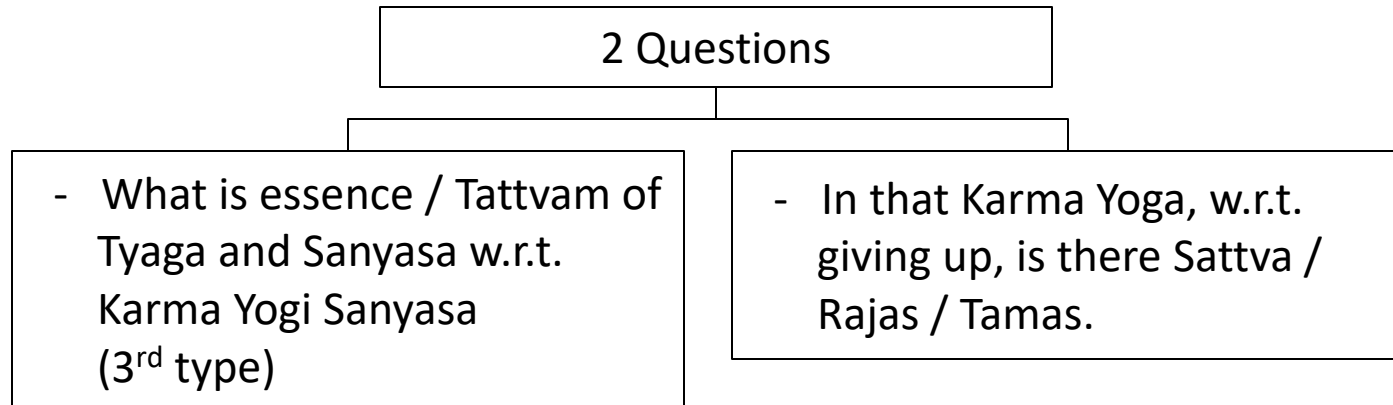 2 Questions
- What is essence / Tattvam of
Tyaga and Sanyasa w.r.t.
Karma Yogi Sanyasa
(3rd type)
- In that Karma Yoga, w.r.t.
giving up, is there Sattva /
Rajas / Tamas.